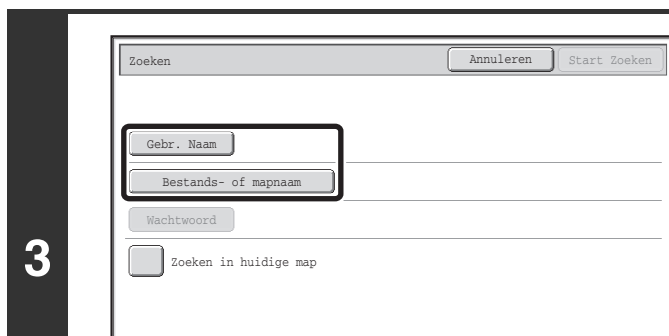 Zoeken Annuleren Start Zoeken
Gebr. Naam
Bestands- of mapnaam
Wachtwoord
3
Zoeken in huidige map